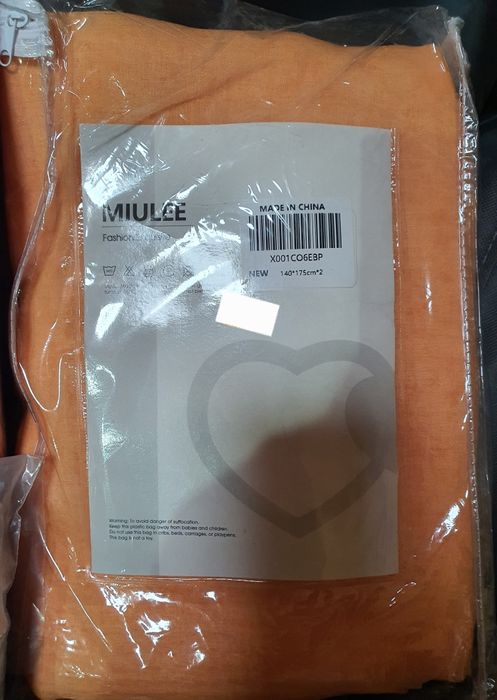 MIULEE
MADE IN CHINA
X001CO6EBP
NEW 140*175cm*2
Warning: To avoid danger of suffocation.
Keep this plastic bag away from babies and children.
Do not use this bag in cribs, beds, carriages, or playpens.
This bag is not a toy.